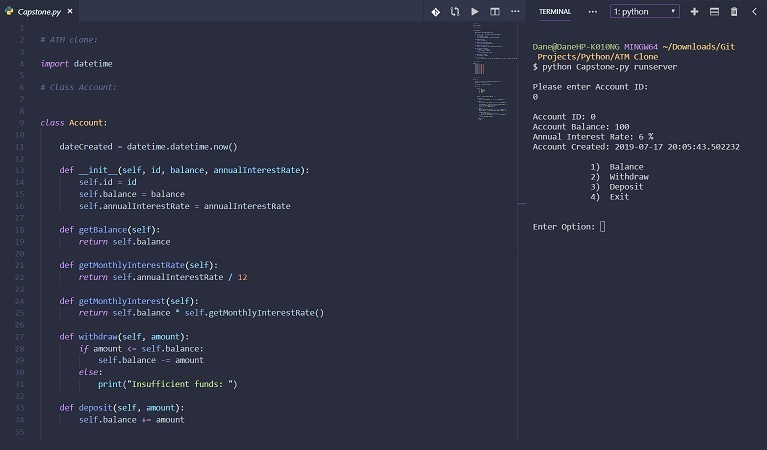 Capstone.py ×
TERMINAL ··· 1: python
1
2 # ATM clone:
3
4 import datetime
5
6 # Class Account:
7
8
9 class Account:
10
11 dateCreated = datetime.datetime.now()
12
13 def __init__(self, id, balance, annualInterestRate):
14 self.id = id
15 self.balance = balance
16 self.annualInterestRate = annualInterestRate
17
18 def getBalance(self):
19 return self.balance
20
21 def getMonthlyInterestRate(self):
22 return self.annualInterestRate / 12
23
24 def getMonthlyInterest(self):
25 return self.balance * self.getMonthlyInterestRate()
26
27 def withdraw(self, amount):
28 if amount <= self.balance:
29 self.balance -= amount
30 else:
31 print("Insufficient funds: ")
32
33 def deposit(self, amount):
34 self.balance += amount
35
Dane@DaneHP-K010NG MINGW64 ~/Downloads/Git
Projects/Python/ATM Clone
$ python Capstone.py runserver
Please enter Account ID:
0
Account ID: 0
Account Balance: 100
Annual Interest Rate: 6 %
Account Created: 2019-07-17 20:05:43.502232
1) Balance
2) Withdraw
3) Deposit
4) Exit
Enter Option: